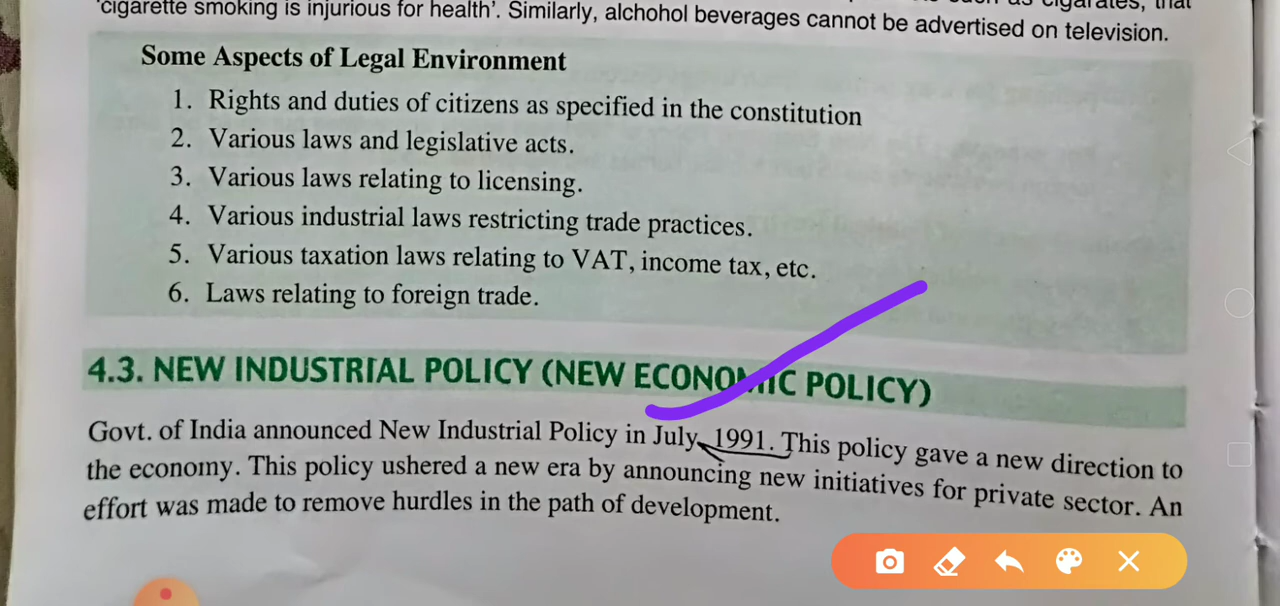 'cigarette smoking is injurious for health'. Similarly, alchohol beverages cannot be advertised on television.
Some Aspects of Legal Environment
1. Rights and duties of citizens as specified in the constitution
2. Various laws and legislative acts.
3. Various laws relating to licensing.
4. Various industrial laws restricting trade practices.
5. Various taxation laws relating to VAT, income tax, etc.
6. Laws relating to foreign trade.
4.3. NEW INDUSTRIAL POLICY (NEW ECONOMIC POLICY)
Govt. of India announced New Industrial Policy in July, 1991. This policy gave a new direction to
the economy. This policy ushered a new era by announcing new initiatives for private sector. An
effort was made to remove hurdles in the path of development.